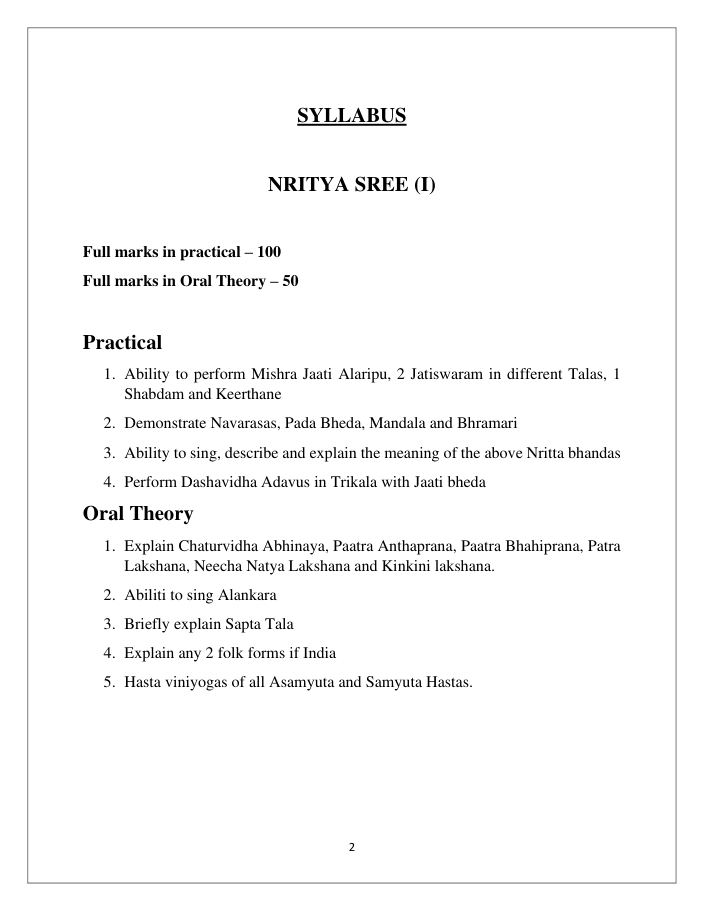 SYLLABUS
NRITYA SREE (I)
Full marks in practical – 100
Full marks in Oral Theory – 50
Practical
1. Ability to perform Mishra Jaati Alaripu, 2 Jatiswaram in different Talas, 1
Shabdam and Keerthane
2. Demonstrate Navarasas, Pada Bheda, Mandala and Bhramari
3. Ability to sing, describe and explain the meaning of the above Nritta bhandas
4. Perform Dashavidha Adavus in Trikala with Jaati bheda
Oral Theory
1. Explain Chaturvidha Abhinaya, Paatra Anthaprana, Paatra Bhahiprana, Patra
Lakshana, Neecha Natya Lakshana and Kinkini lakshana.
2. Abiliti to sing Alankara
3. Briefly explain Sapta Tala
4. Explain any 2 folk forms if India
5. Hasta viniyogas of all Asamyuta and Samyuta Hastas.
2